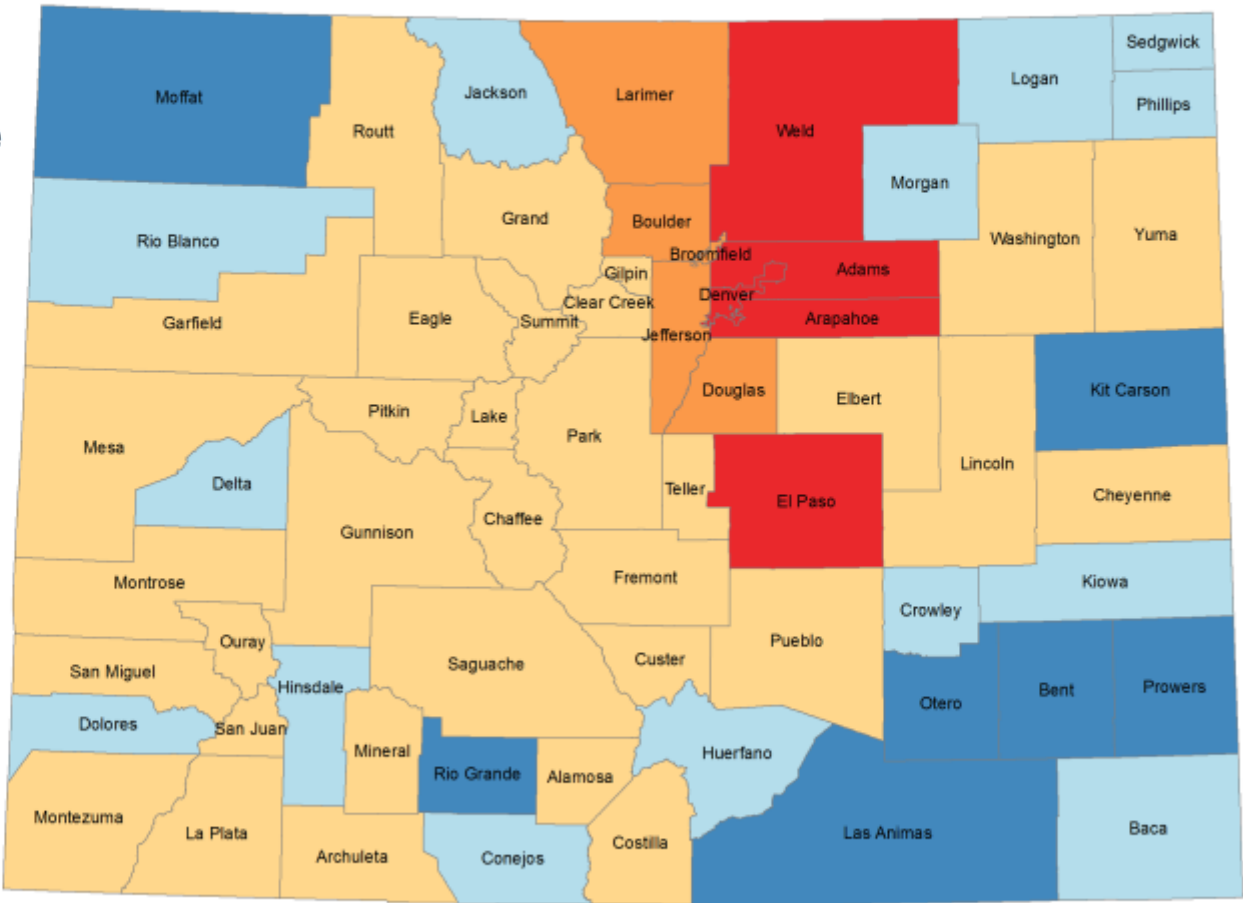 Sedgwick
Moffat
Jackson
Larimer
Logan
Phillips
Routt
Weld
Morgan
Grand
Boulder
Washington
Yuma
Rio Blanco
Broomfield
Gilpin
Adams
Denver
Clear Creek
Garfield
Eagle
Summit
Arapahoe
Jefferson
Kit Carson
Douglas
Elbert
Pitkin
Lake
Park
Mesa
Lincoln
Delta
Teller
El Paso
Cheyenne
Chaffee
Gunnison
Montrose
Fremont
Kiowa
Crowley
Ouray
Pueblo
San Miguel
Saguache
Custer
Hinsdale
Otero
Bent
Prowers
Dolores
San Juan
Mineral
Huerfano
Rio Grande
Alamosa
Montezuma
La Plata
Costilla
Las Animas
Baca
Archuleta
Conejos